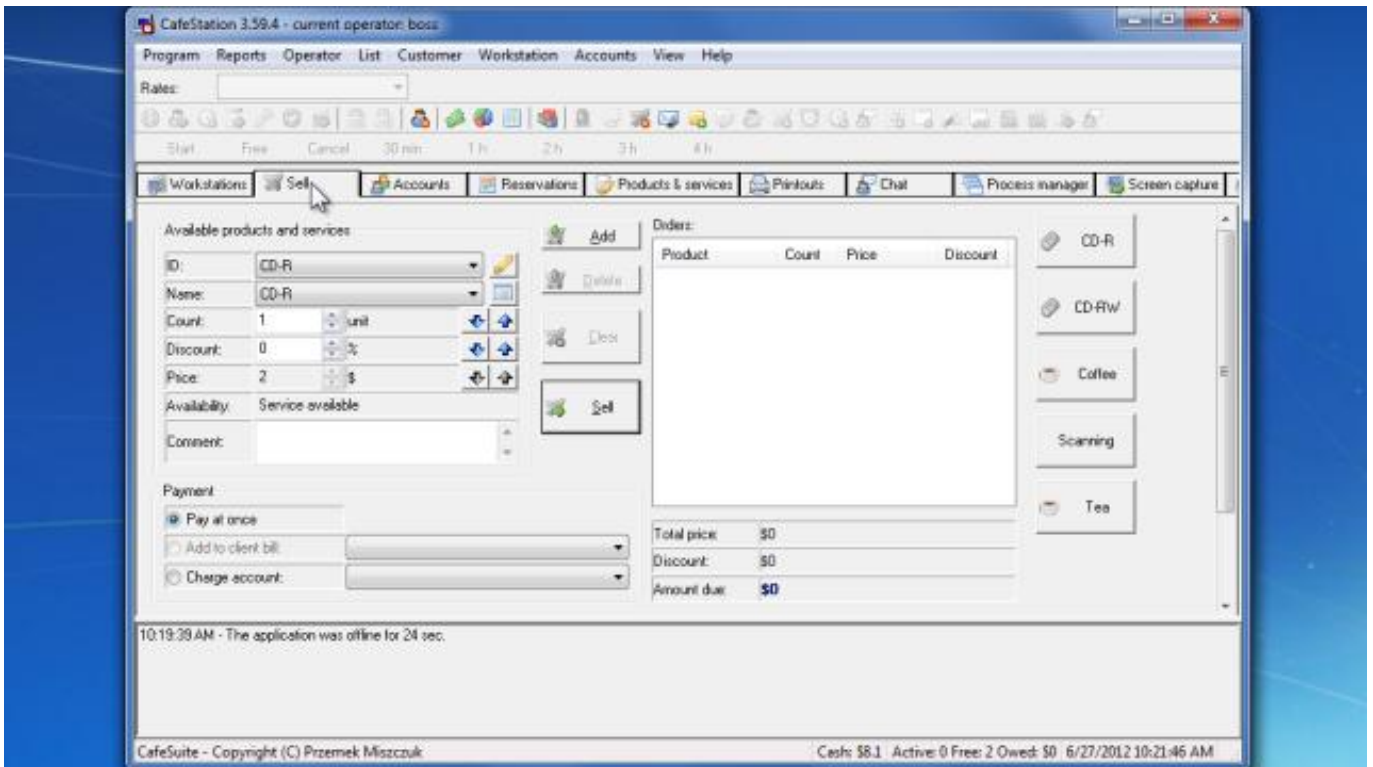 CafeStation 3.59.4 - current operator: boss
Program Reports Operator List Customer Workstation Accounts View Help
Rates:
Start Free Cancel 30 min 1 h 2 h 3 h 4 h
Workstations Sell Accounts Reservations Products & services Printouts Chat Process manager Screen capture
Available products and services
ID: CD-R
Name: CD-R
Count: 1 unit
Discount: 0 %
Price: 2 $
Availability: Service available
Comment:
Add
Delete
Clear
Sell
Payment
Pay at once
Add to client bill:
Charge account:
Orders:
Product Count Price Discount
Total price: $0
Discount: $0
Amount due: $0
CD-R
CD-RW
Coffee
Scanning
Tea
10:19:39 AM - The application was offline for 24 sec.
CafeSuite - Copyright (C) Przemek Miszczuk Cash: $8.1 Active: 0 Free: 2 Owed: $0 6/27/2012 10:21:46 AM